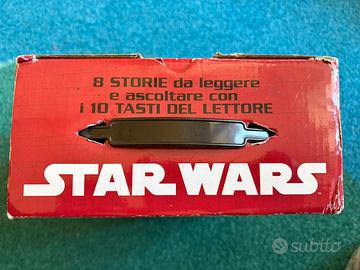 8 STORIE da leggere
e ascoltare con
i 10 TASTI DEL LETTORE
STAR WARS
subito